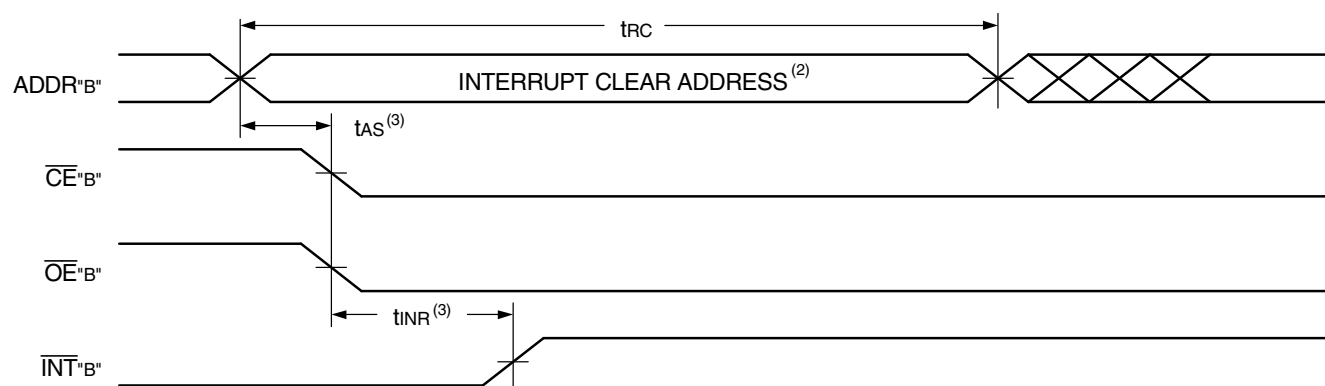 tRC
ADDR"B"
INTERRUPT CLEAR ADDRESS(2)
tAS(3)
CE"B"
OE"B"
tINR(3)
INT"B"